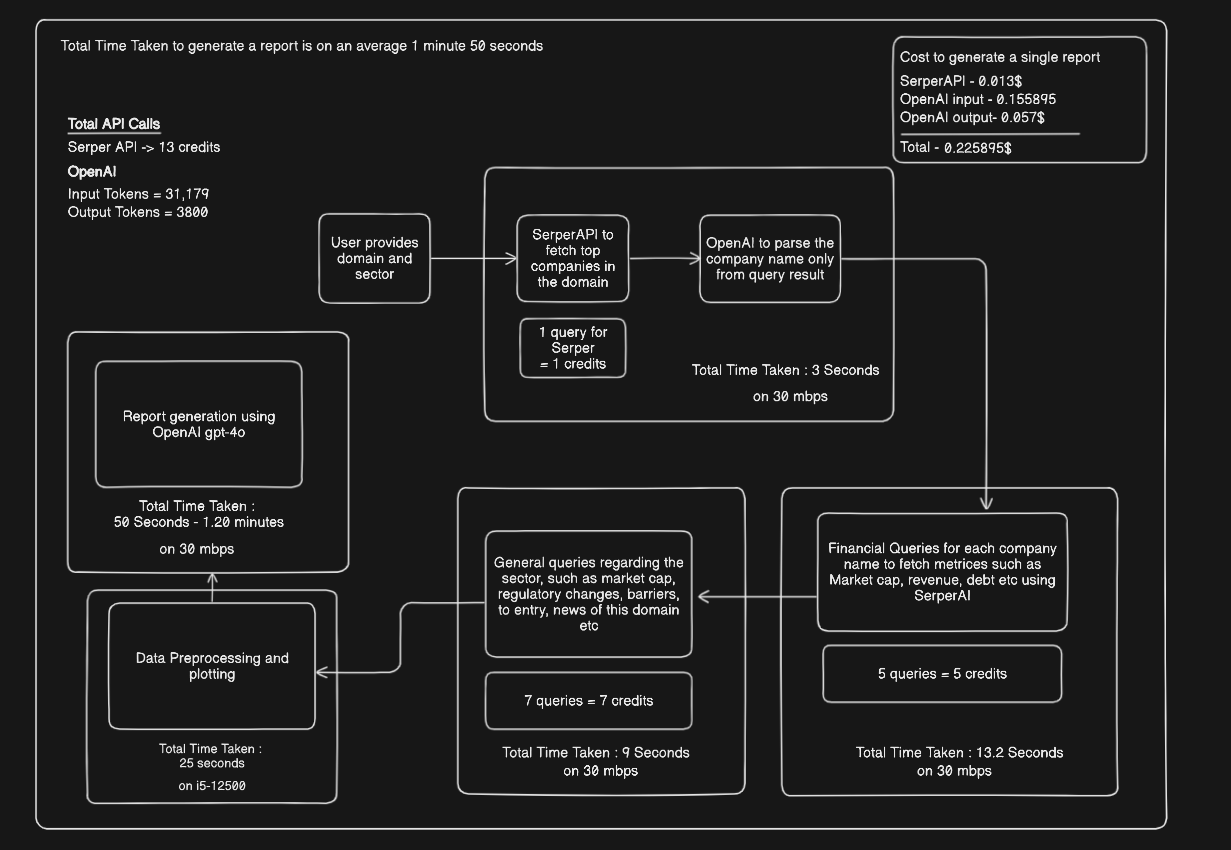 Total Time Taken to generate a report is on an average 1 minute 50 seconds
Cost to generate a single report
SerperAPI - 0.013$
OpenAI input - 0.155895
OpenAI output- 0.057$
Total - 0.225895$
Total API Calls
Serper API -> 13 credits
OpenAI
Input Tokens = 31,179
Output Tokens = 3800
User provides
domain and
sector
SerperAPI to
fetch top
companies in
the domain
OpenAI to parse the
company name only
from query result
1 query for
Serper
= 1 credits
Total Time Taken : 3 Seconds
on 30 mbps
Financial Queries for each company
name to fetch metrices such as
Market cap, revenue, debt etc using
SerperAI
5 queries = 5 credits
Total Time Taken : 13.2 Seconds
on 30 mbps
General queries regarding the
sector, such as market cap,
regulatory changes, barriers,
to entry, news of this domain
etc
7 queries = 7 credits
Total Time Taken : 9 Seconds
on 30 mbps
Data Preprocessing and
plotting
Total Time Taken :
25 seconds
on i5-12500
Report generation using
OpenAI gpt-4o
Total Time Taken :
50 Seconds - 1.20 minutes
on 30 mbps